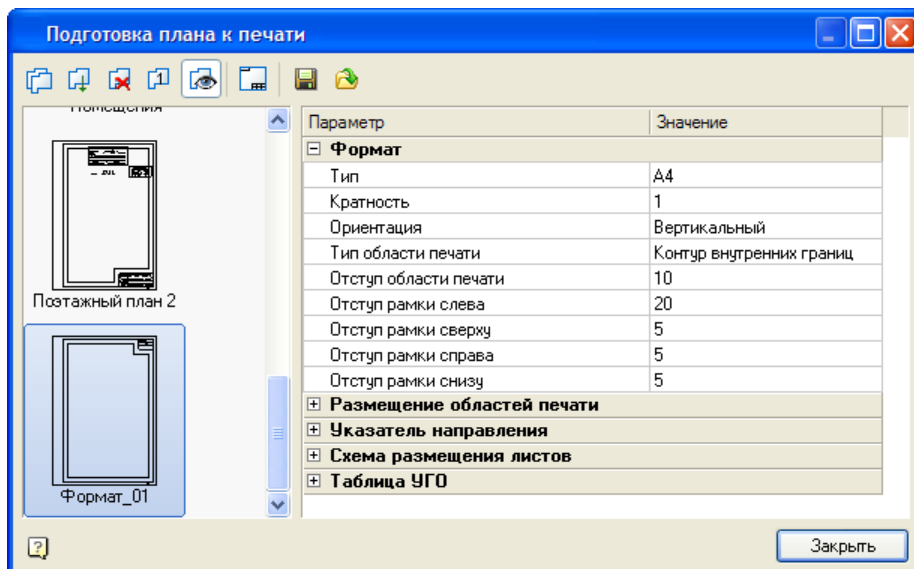 Подготовка плана к печати
Помещения
Поэтажный план 2
Формат_01
Параметр Значение
Формат
Тип A4
Кратность 1
Ориентация Вертикальный
Тип области печати Контур внутренних границ
Отступ области печати 10
Отступ рамки слева 20
Отступ рамки сверху 5
Отступ рамки справа 5
Отступ рамки снизу 5
Размещение областей печати
Указатель направления
Схема размещения листов
Таблица УГО
Закрыть